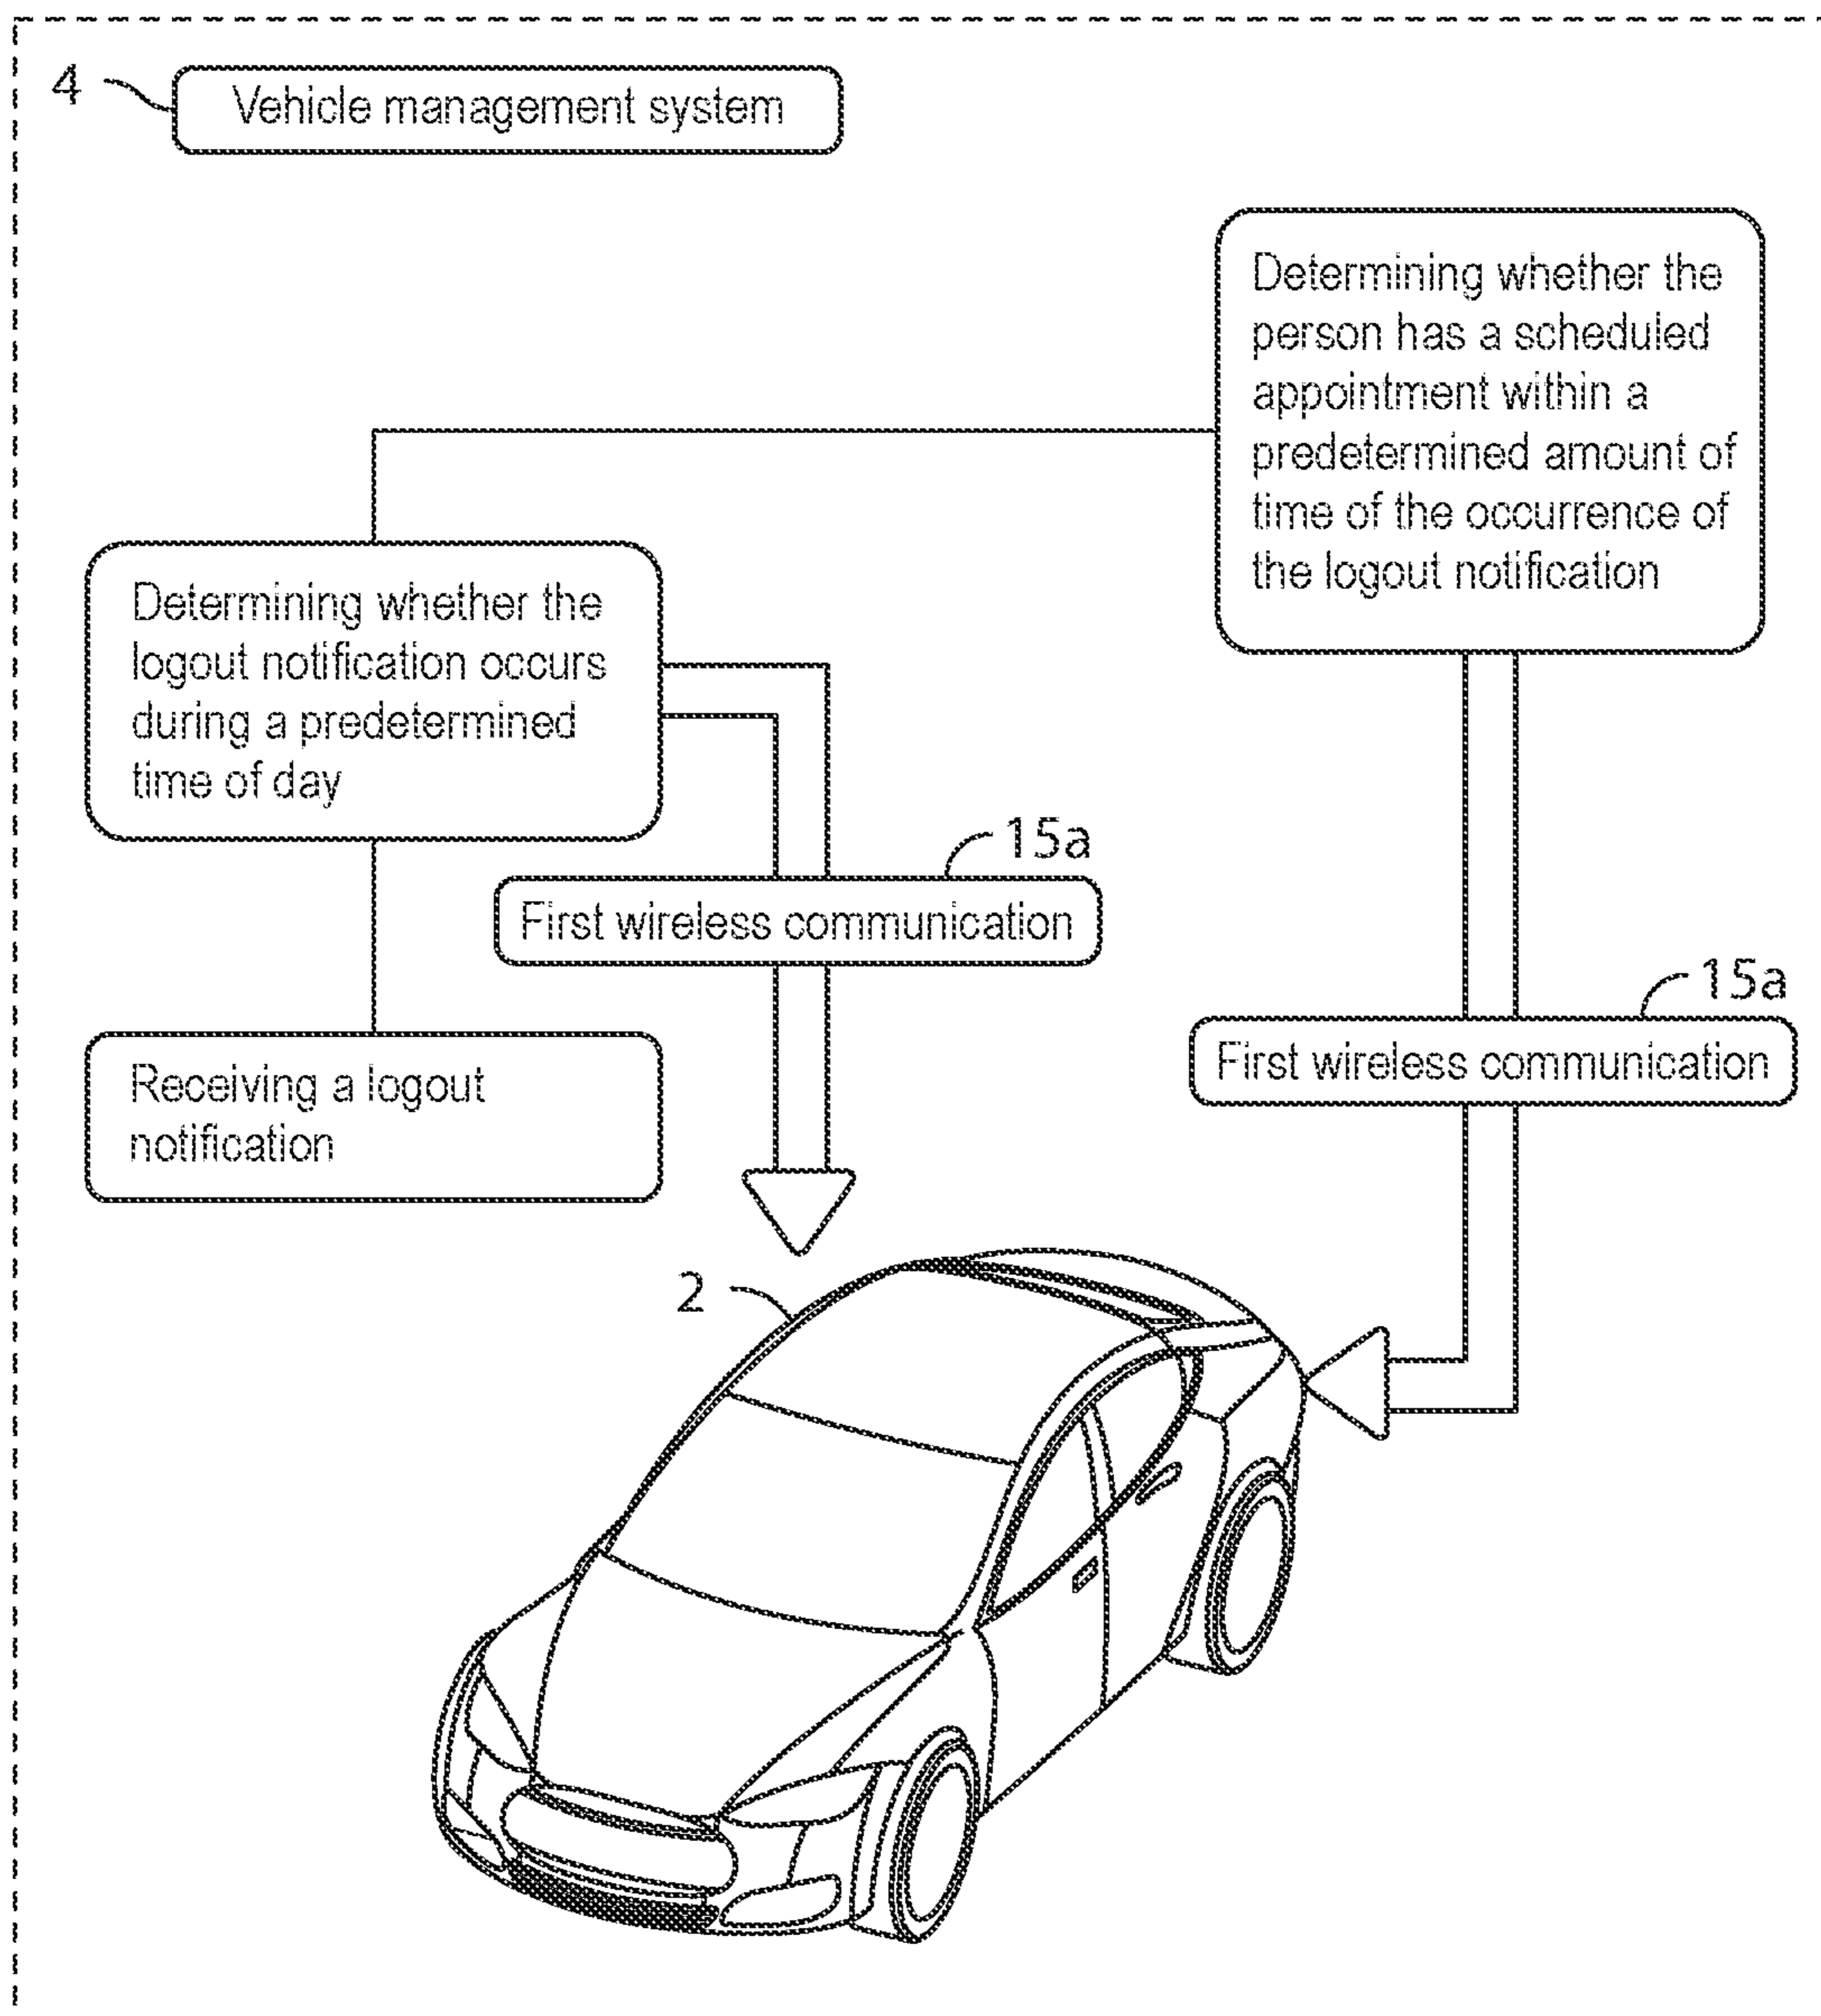 4
Vehicle management system
Determining whether the
person has a scheduled
appointment within a
predetermined amount of
time of the occurrence of
the logout notification
Determining whether the
logout notification occurs
during a predetermined
time of day
15a
First wireless communication
15a
First wireless communication
Receiving a logout
notification
2